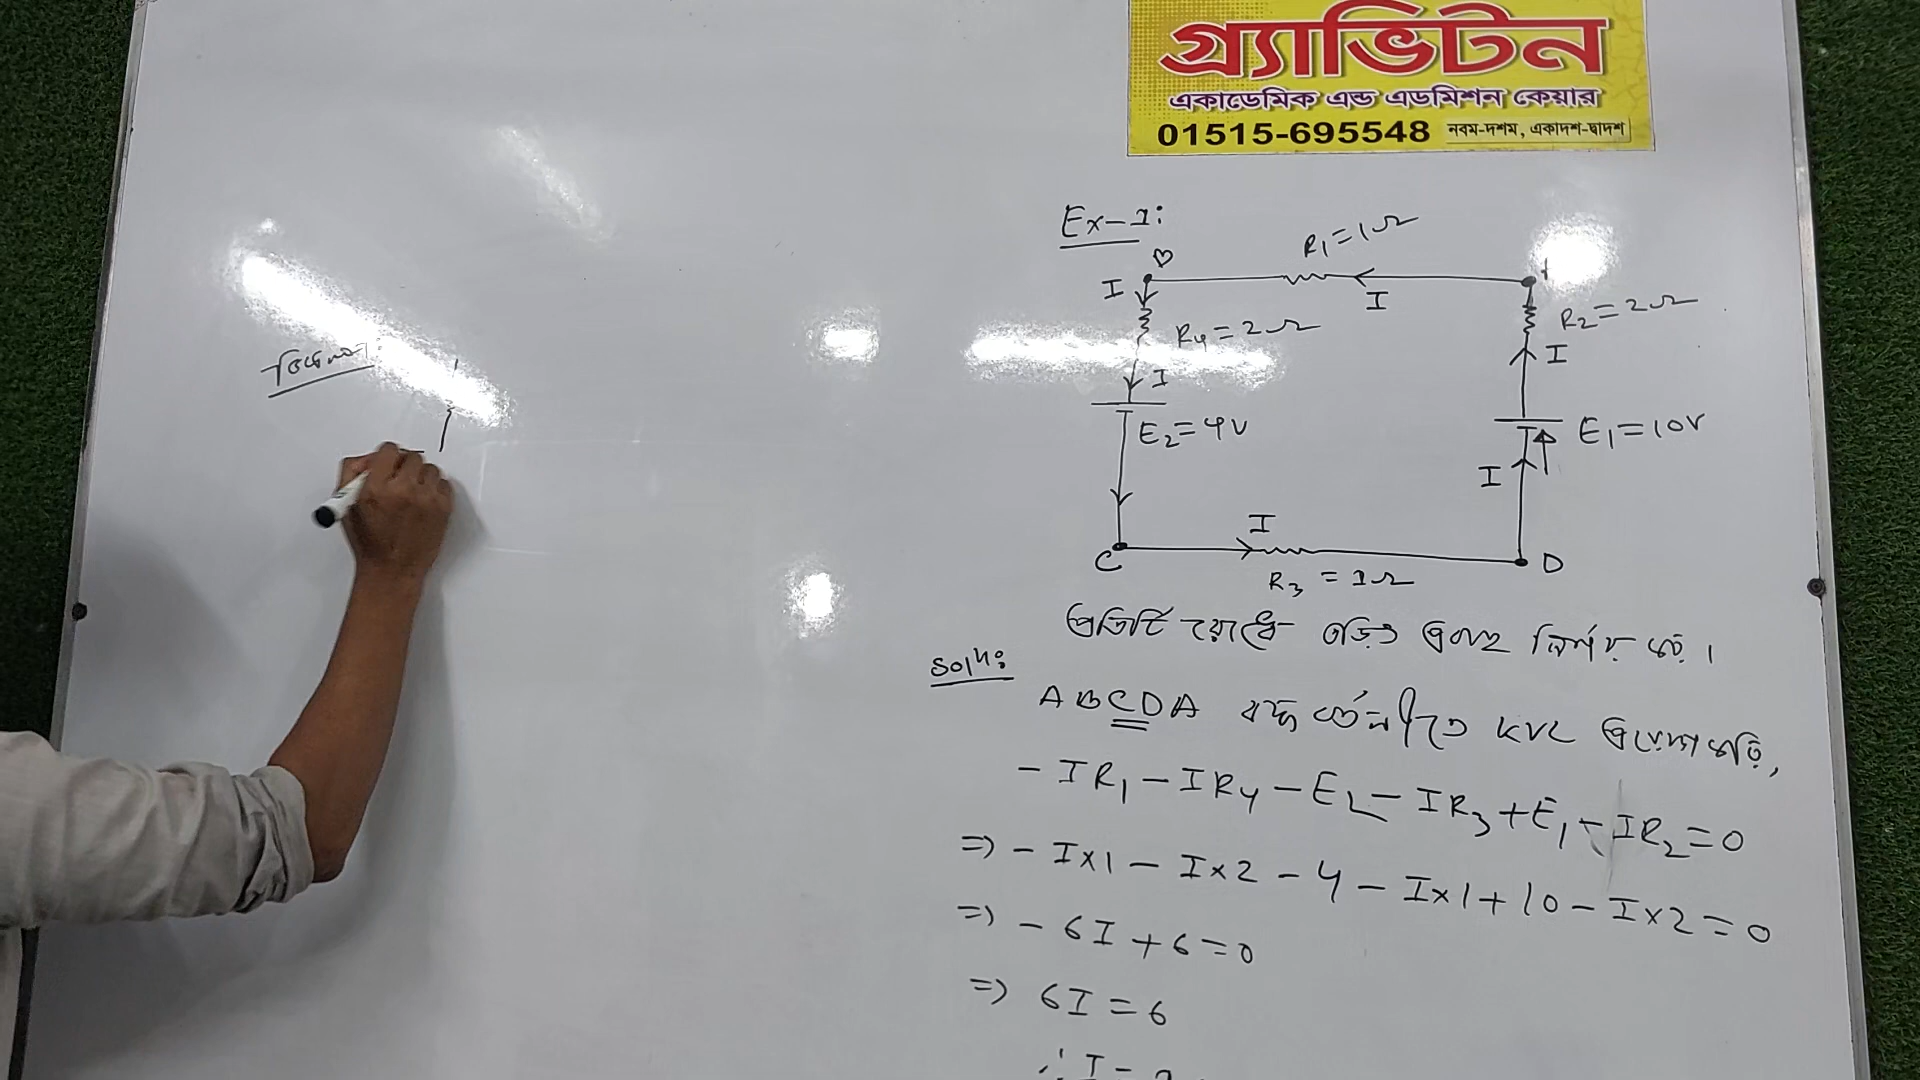 গ্র্যাভিটন
একাডেমিক এন্ড এডমিশন কেয়ার
01515-695548 নবম-দশম, একাদশ-দ্বাদশ
Ex-1:
R₁=1Ω
I
I
R₄=2Ω
R₂=2Ω
I
I
E₂=4V
E₁=10V
I
I
C
D
R₃=1Ω
প্রতিটি রোধে তড়িৎ প্রবাহ নির্ণয় কর।
Solⁿ:
ABCDA বদ্ধ বর্তনীতে KVL প্রয়োগ করি,
-IR₁-IR₄-E₂-IR₃+E₁-IR₂=0
⇒ -I×1-I×2-4-I×1+10-I×2=0
⇒ -6I+6=0
⇒ 6I=6